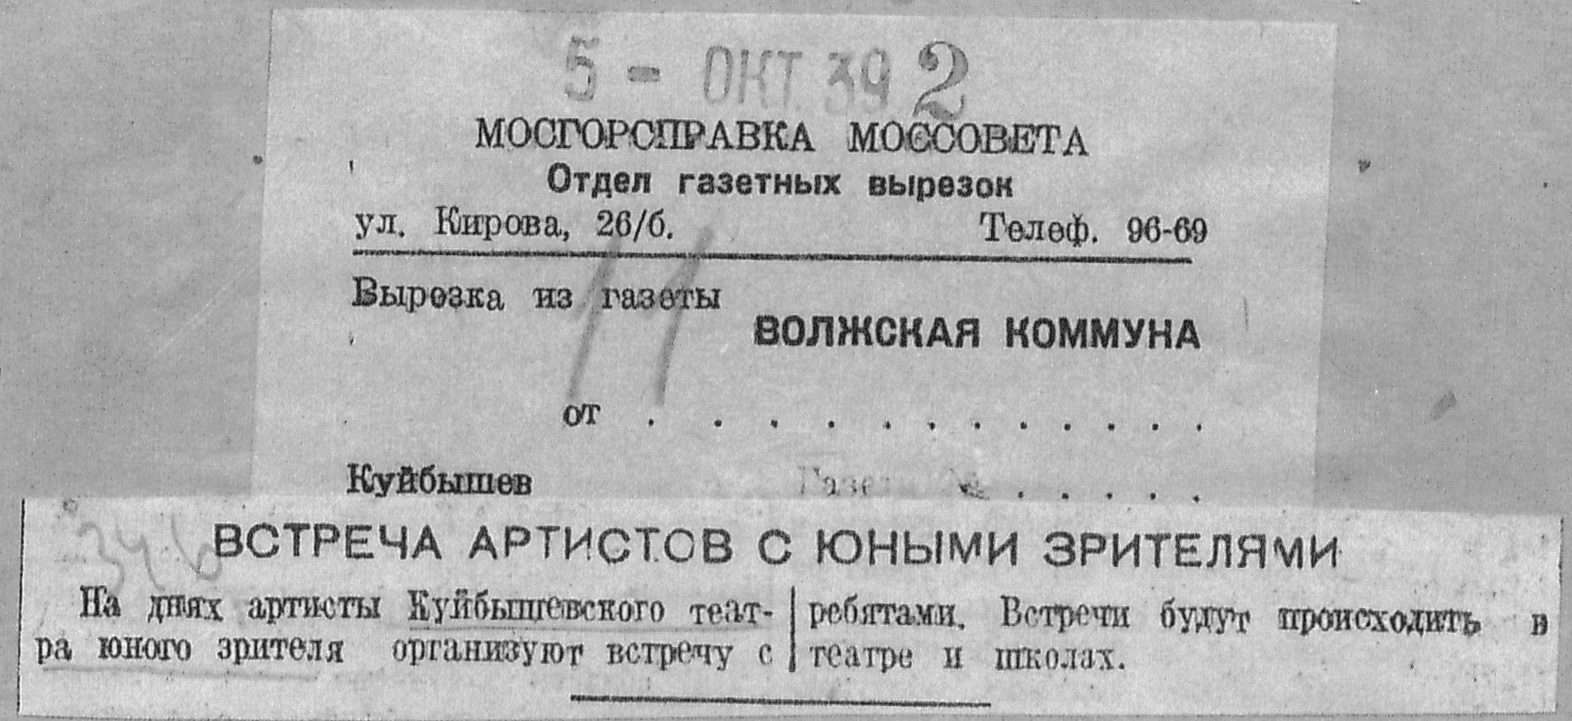 5 - ОКТ. 39 2
МОСГОРСПРАВКА МОССОВЕТА
Отдел газетных вырезок
ул. Кирова, 26/б. Телеф. 96-69
Вырезка из газеты
ВОЛЖСКАЯ КОММУНА
от . . . . . . . . . . .
Куйбышев . . . . .
ВСТРЕЧА АРТИСТОВ С ЮНЫМИ ЗРИТЕЛЯМИ
На днях артисты Куйбышевского теат-
ра юного зрителя организуют встречу с
ребятами. Встречи будут происходить в
театре и школах.